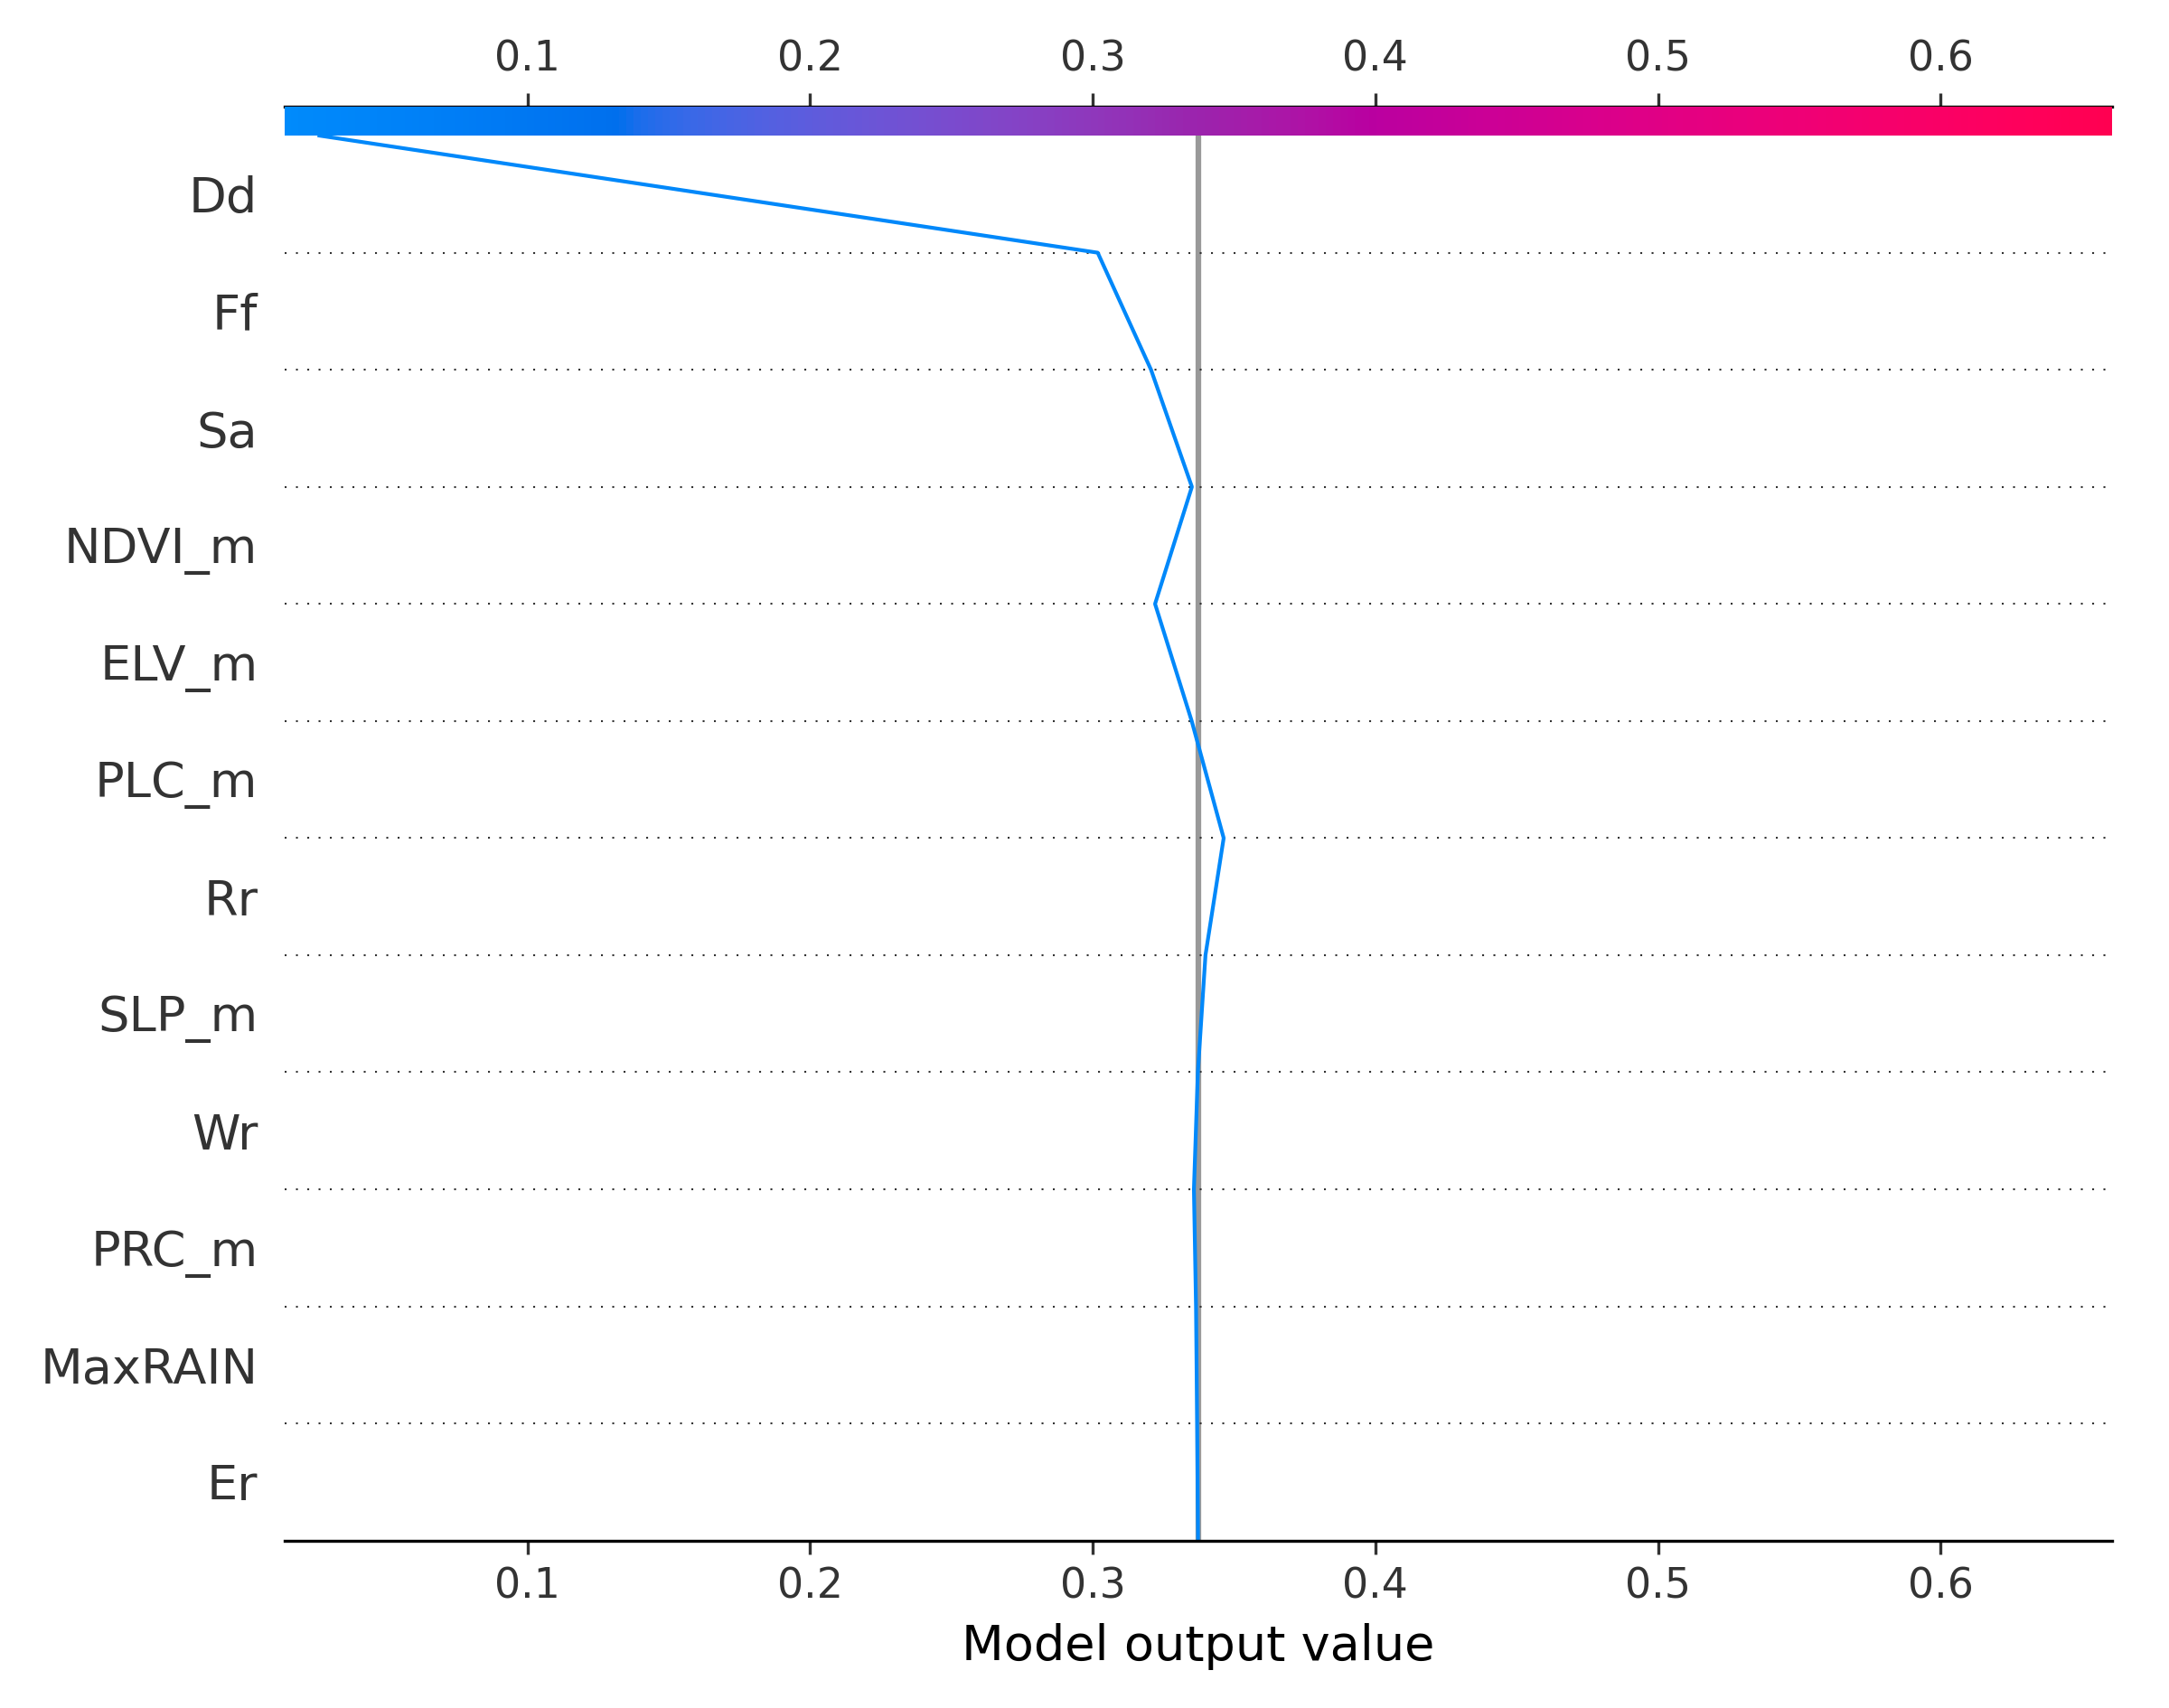 0.1 0.2 0.3 0.4 0.5 0.6
Dd
Ff
Sa
NDVI_m
ELV_m
PLC_m
Rr
SLP_m
Wr
PRC_m
MaxRAIN
Er
0.1 0.2 0.3 0.4 0.5 0.6
Model output value